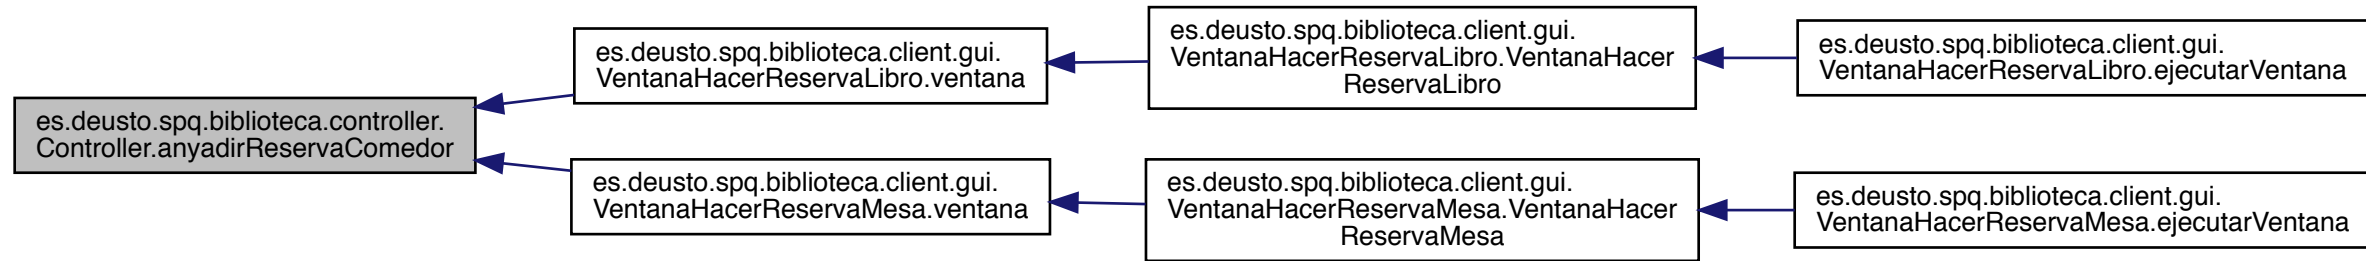 es.deusto.spq.biblioteca.controller.
Controller.anyadirReservaComedor
es.deusto.spq.biblioteca.client.gui.
VentanaHacerReservaLibro.ventana
es.deusto.spq.biblioteca.client.gui.
VentanaHacerReservaLibro.VentanaHacer
ReservaLibro
es.deusto.spq.biblioteca.client.gui.
VentanaHacerReservaLibro.ejecutarVentana
es.deusto.spq.biblioteca.client.gui.
VentanaHacerReservaMesa.ventana
es.deusto.spq.biblioteca.client.gui.
VentanaHacerReservaMesa.VentanaHacer
ReservaMesa
es.deusto.spq.biblioteca.client.gui.
VentanaHacerReservaMesa.ejecutarVentana